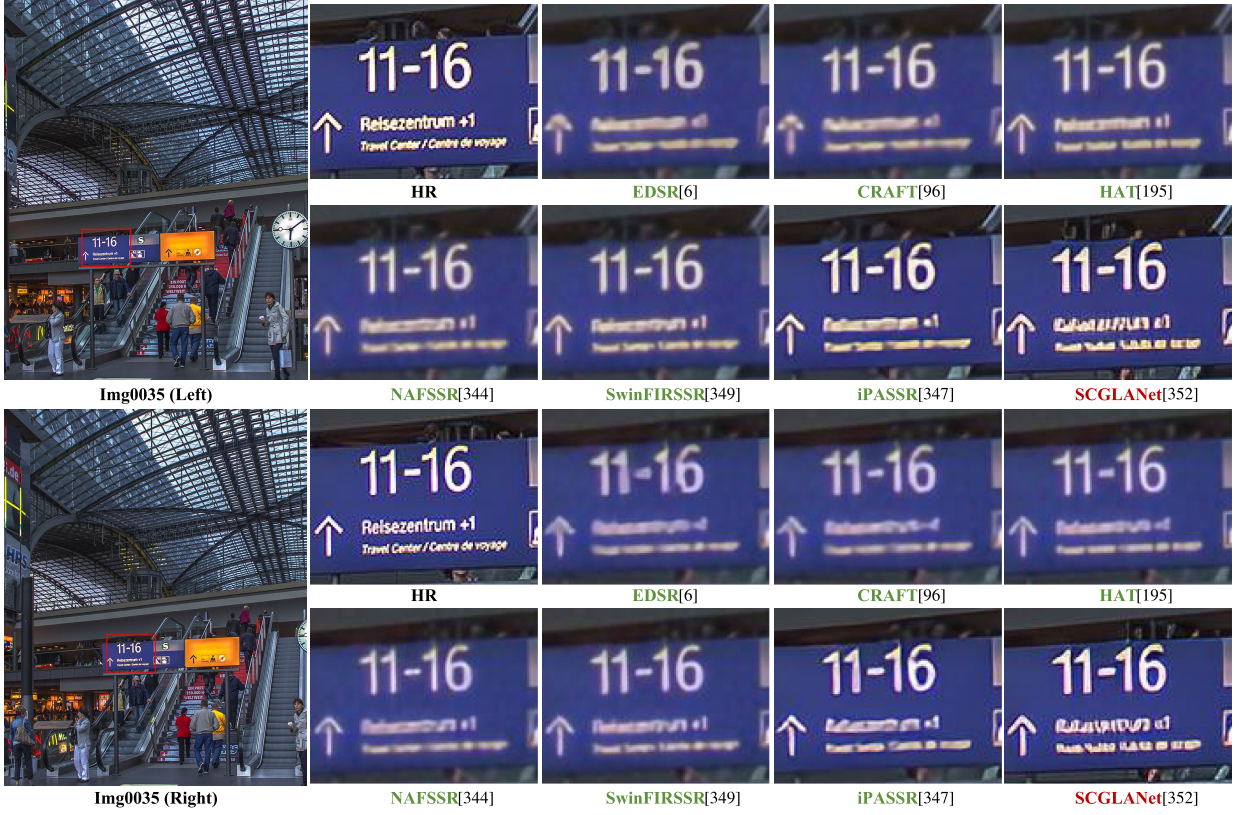 11-16
Reisezentrum +1
Travel Center / Centre de voyage
HR
11-16
EDSR[6]
11-16
CRAFT[96]
11-16
HAT[195]
11-16
S
11-16
NAFSSR[344]
11-16
SwinFIRSSR[349]
11-16
iPASSR[347]
11-16
SCGLANet[352]
Img0035 (Left)
11-16
Reisezentrum +1
Travel Center / Centre de voyage
HR
11-16
EDSR[6]
11-16
CRAFT[96]
11-16
HAT[195]
11-16
S
11-16
NAFSSR[344]
11-16
SwinFIRSSR[349]
11-16
iPASSR[347]
11-16
SCGLANet[352]
Img0035 (Right)